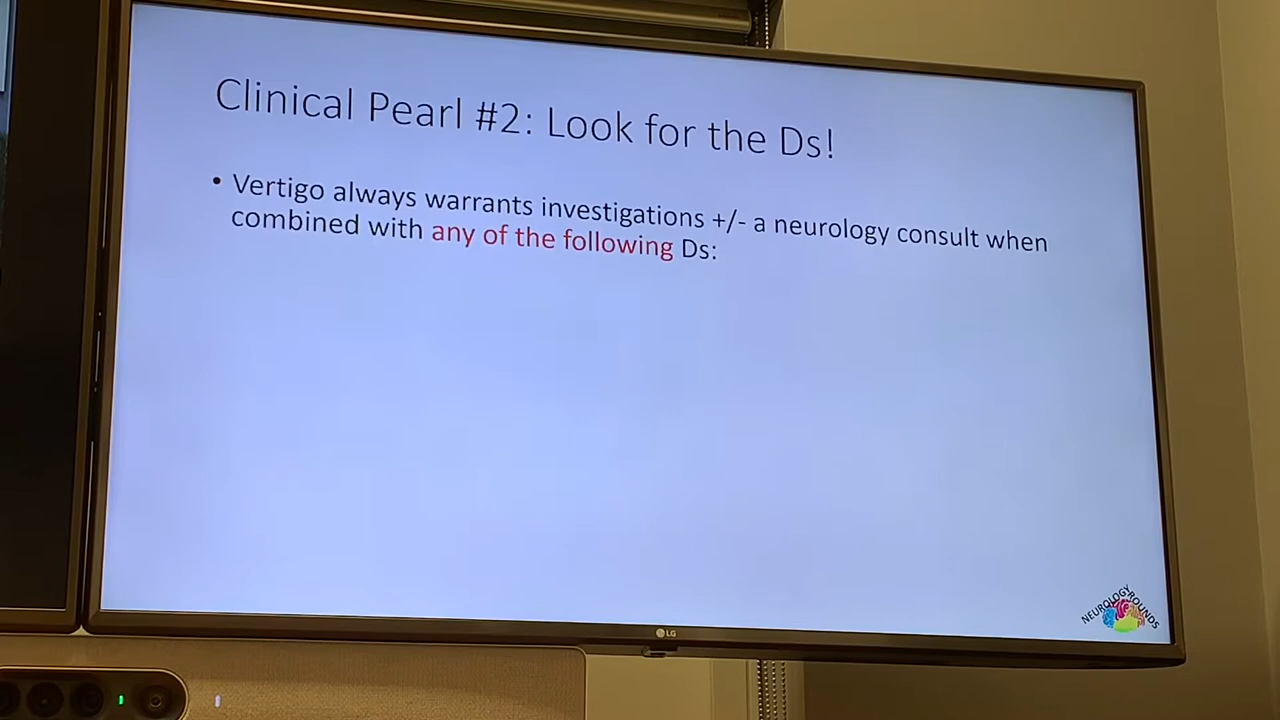 Clinical Pearl #2: Look for the Ds!
• Vertigo always warrants investigations +/- a neurology consult when
combined with any of the following Ds:
NEUROLOGY ROUNDS
LG